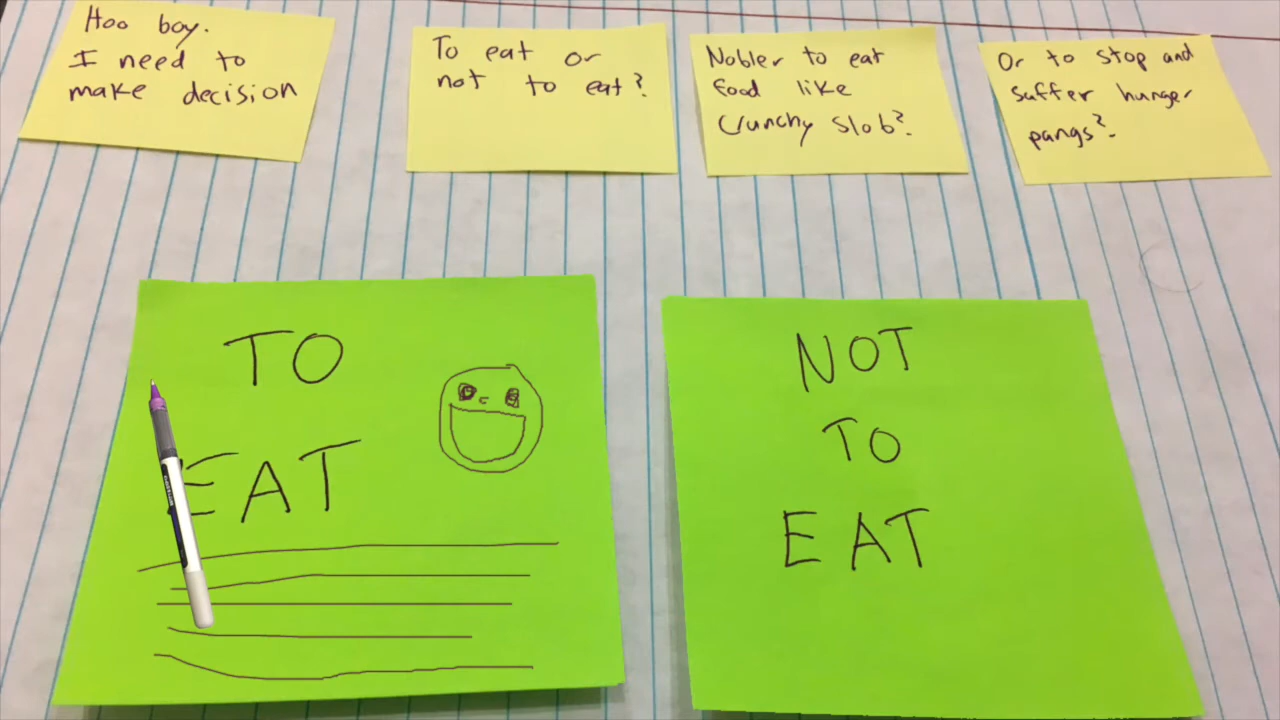 Hoo boy.
I need to
make decision
To eat or
not to eat?
Nobler to eat
food like
crunchy slob?
Or to stop and
suffer hunger
pangs?
TO
EAT
NOT
TO
EAT